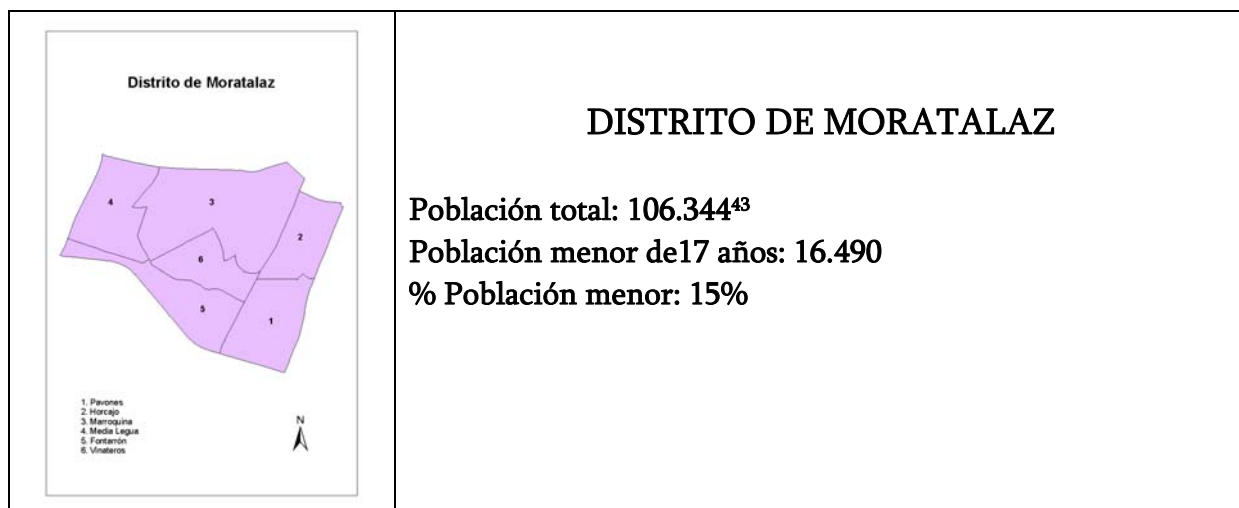 Distrito de Moratalaz
4
3
2
6
5
1
1. Pavones
2. Horcajo
3. Marroquina
4. Media Legua
5. Fontarrón
6. Vinateros
N
DISTRITO DE MORATALAZ
Población total: 106.344⁴³
Población menor de17 años: 16.490
% Población menor: 15%